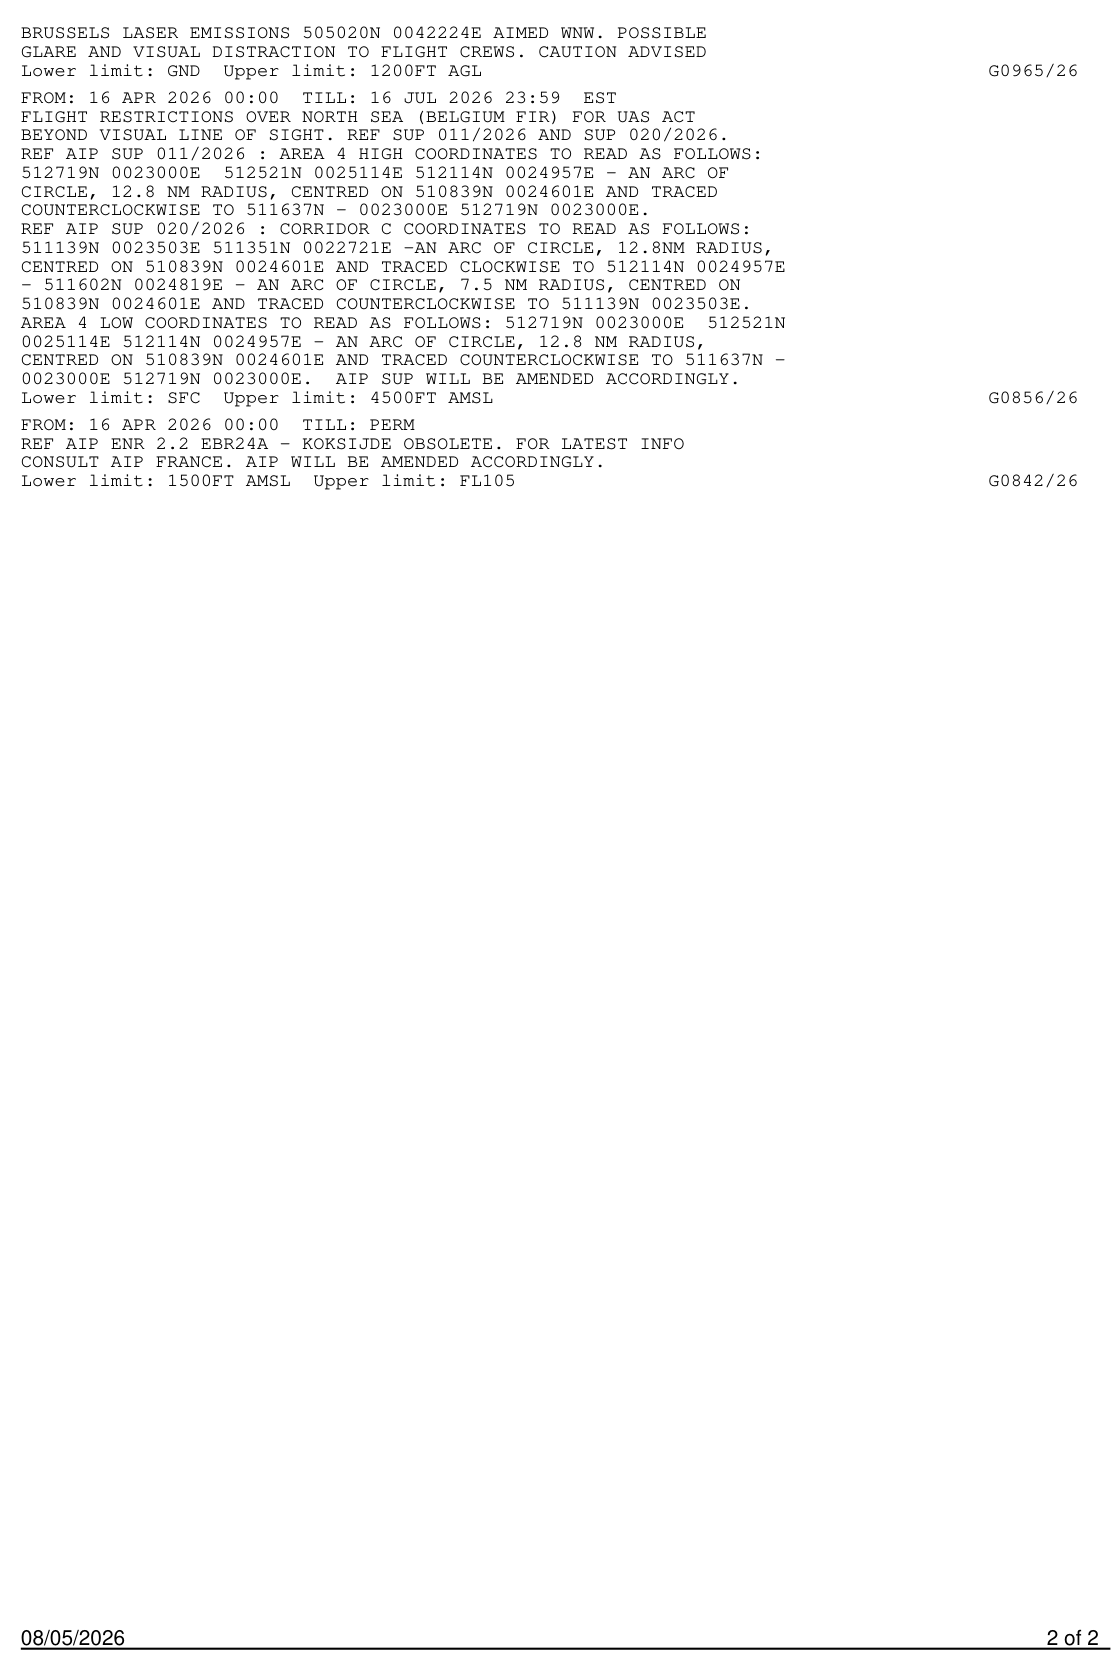 BRUSSELS LASER EMISSIONS 505020N 0042224E AIMED WNW. POSSIBLE
GLARE AND VISUAL DISTRACTION TO FLIGHT CREWS. CAUTION ADVISED
Lower limit: GND  Upper limit: 1200FT AGL G0965/26
FROM: 16 APR 2026 00:00  TILL: 16 JUL 2026 23:59  EST
FLIGHT RESTRICTIONS OVER NORTH SEA (BELGIUM FIR) FOR UAS ACT
BEYOND VISUAL LINE OF SIGHT. REF SUP 011/2026 AND SUP 020/2026.
REF AIP SUP 011/2026 : AREA 4 HIGH COORDINATES TO READ AS FOLLOWS:
512719N 0023000E  512521N 0025114E 512114N 0024957E - AN ARC OF
CIRCLE, 12.8 NM RADIUS, CENTRED ON 510839N 0024601E AND TRACED
COUNTERCLOCKWISE TO 511637N - 0023000E 512719N 0023000E.
REF AIP SUP 020/2026 : CORRIDOR C COORDINATES TO READ AS FOLLOWS:
511139N 0023503E 511351N 0022721E -AN ARC OF CIRCLE, 12.8NM RADIUS,
CENTRED ON 510839N 0024601E AND TRACED CLOCKWISE TO 512114N 0024957E
- 511602N 0024819E - AN ARC OF CIRCLE, 7.5 NM RADIUS, CENTRED ON
510839N 0024601E AND TRACED COUNTERCLOCKWISE TO 511139N 0023503E.
AREA 4 LOW COORDINATES TO READ AS FOLLOWS: 512719N 0023000E  512521N
0025114E 512114N 0024957E - AN ARC OF CIRCLE, 12.8 NM RADIUS,
CENTRED ON 510839N 0024601E AND TRACED COUNTERCLOCKWISE TO 511637N -
0023000E 512719N 0023000E.  AIP SUP WILL BE AMENDED ACCORDINGLY.
Lower limit: SFC  Upper limit: 4500FT AMSL G0856/26
FROM: 16 APR 2026 00:00  TILL: PERM
REF AIP ENR 2.2 EBR24A - KOKSIJDE OBSOLETE. FOR LATEST INFO
CONSULT AIP FRANCE. AIP WILL BE AMENDED ACCORDINGLY.
Lower limit: 1500FT AMSL  Upper limit: FL105 G0842/26
08/05/2026 2 of 2